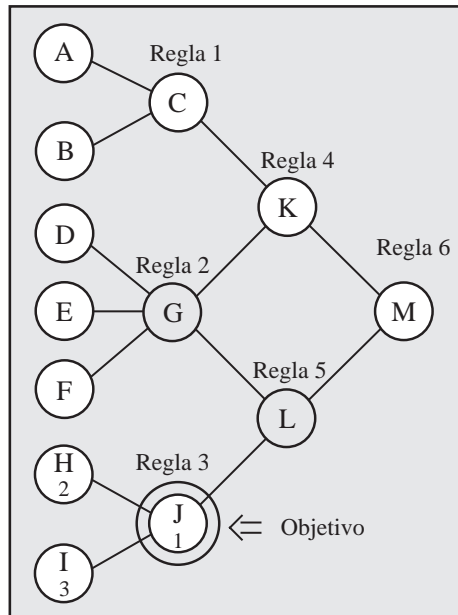 A
Regla 1
C
B
Regla 4
K
D
Regla 6
Regla 2
E
G
M
Regla 5
F
L
H
2
Regla 3
J
1
Objetivo
I
3